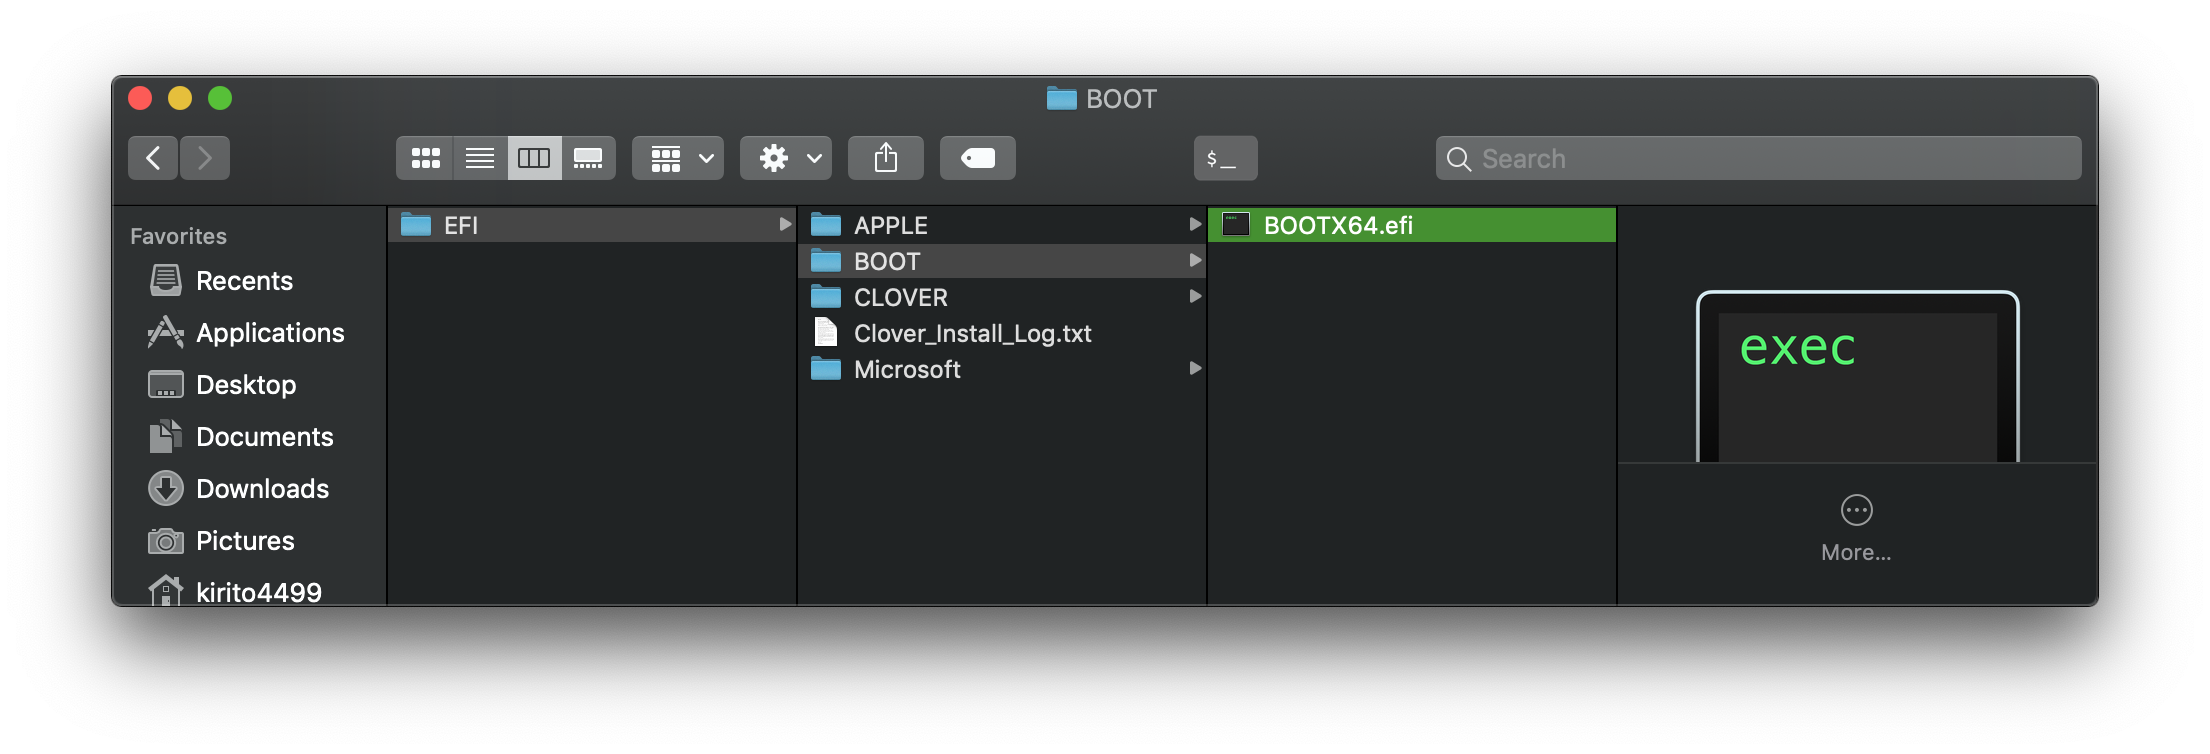 BOOT
$_
Search
Favorites
Recents
Applications
Desktop
Documents
Downloads
Pictures
kirito4499
EFI
APPLE
BOOT
CLOVER
Clover_Install_Log.txt
Microsoft
BOOTX64.efi
exec
More...